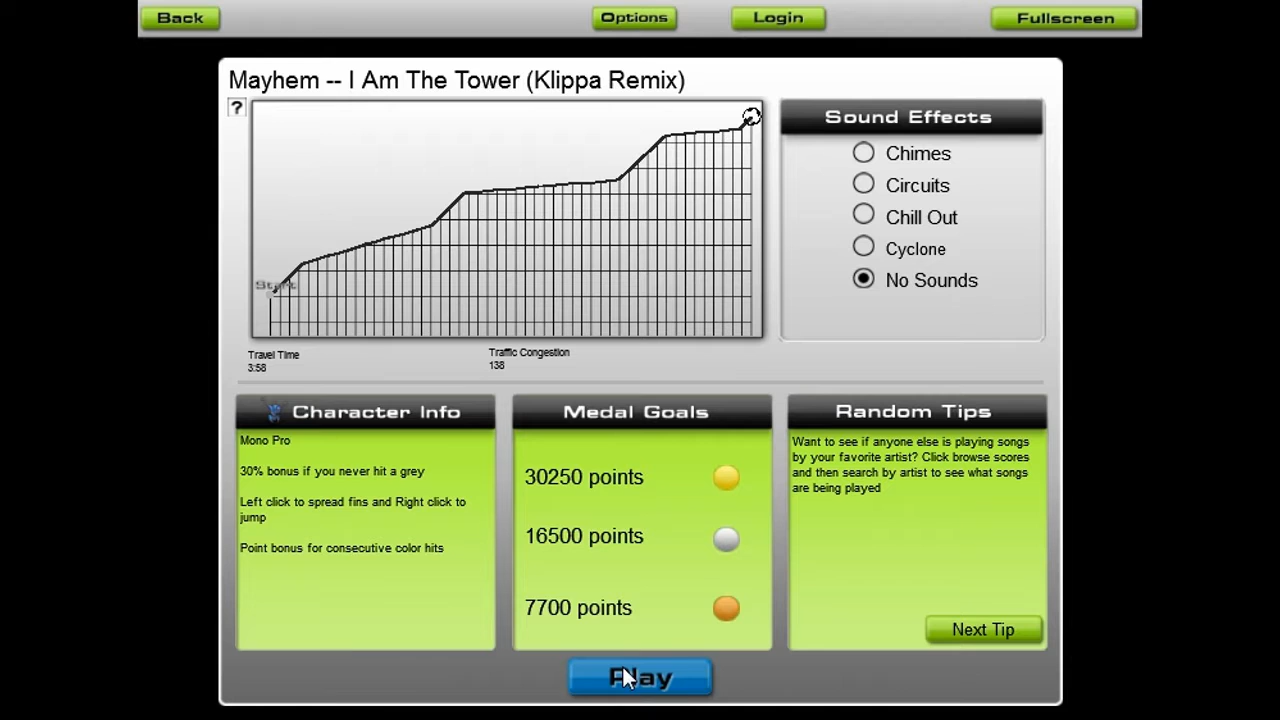 Back
Options
Login
Fullscreen
Mayhem -- I Am The Tower (Klippa Remix)
?
Start
Travel Time
3:58
Traffic Congestion
138
Sound Effects
Chimes
Circuits
Chill Out
Cyclone
No Sounds
Character Info
Mono Pro
30% bonus if you never hit a grey
Left click to spread fins and Right click to
jump
Point bonus for consecutive color hits
Medal Goals
30250 points
16500 points
7700 points
Random Tips
Want to see if anyone else is playing songs
by your favorite artist? Click browse scores
and then search by artist to see what songs
are being played
Next Tip
Play